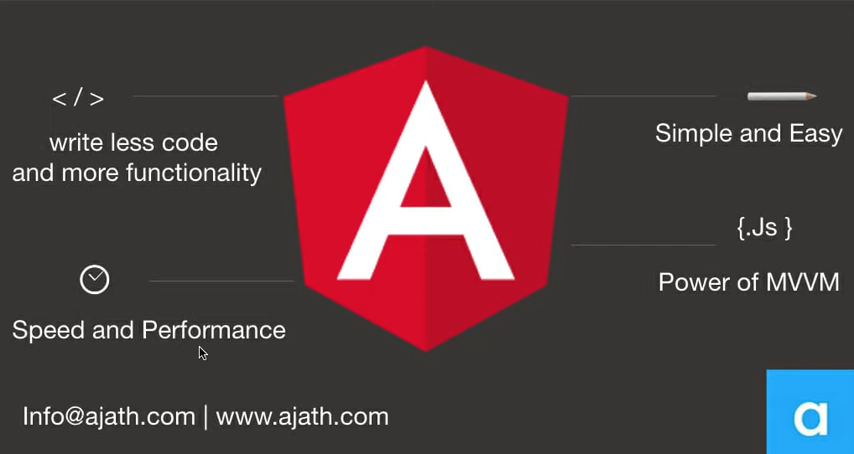 </>
write less code
and more functionality
Speed and Performance
A
Simple and Easy
{.Js }
Power of MVVM
Info@ajath.com | www.ajath.com
a